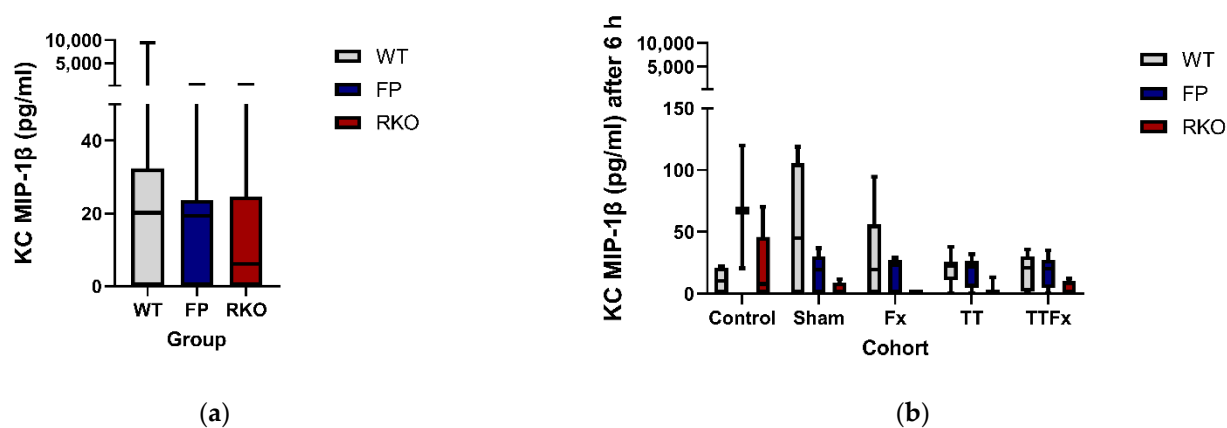 KC MIP-1β (pg/ml)
10,000
5,000
40
20
0
WT FP RKO
Group
WT
FP
RKO
(a)
KC MIP-1β (pg/ml) after 6 h
10,000
5,000
150
100
50
0
Control Sham Fx TT TTFx
Cohort
WT
FP
RKO
(b)